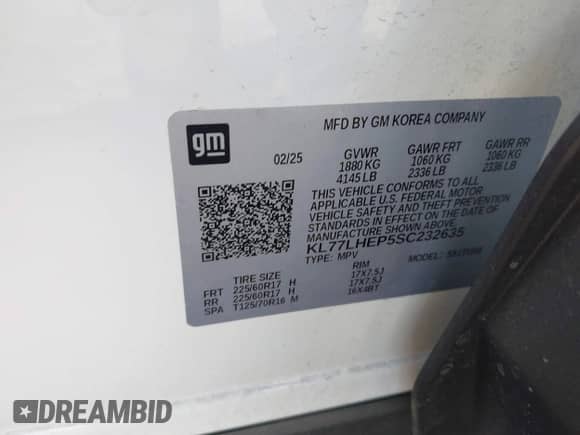 gm
MFD BY GM KOREA COMPANY
02/25 GVWR GAWR FRT GAWR RR
1880 KG 1060 KG 1060 KG
4145 LB 2336 LB 2336 LB
THIS VEHICLE CONFORMS TO ALL
APPLICABLE U.S. FEDERAL MOTOR
VEHICLE SAFETY AND THEFT PREVENTION
STANDARDS IN EFFECT ON THE DATE OF
MANUFACTURE SHOWN ABOVE.
KL77LHEP5SC232635
TYPE: MPV MODEL:
TIRE SIZE RIM
FRT 225/60R17 H 17X7.5J
RR 225/60R17 H 17X7.5J
SPA T125/70R16 M 16X4BT
DREAMBID